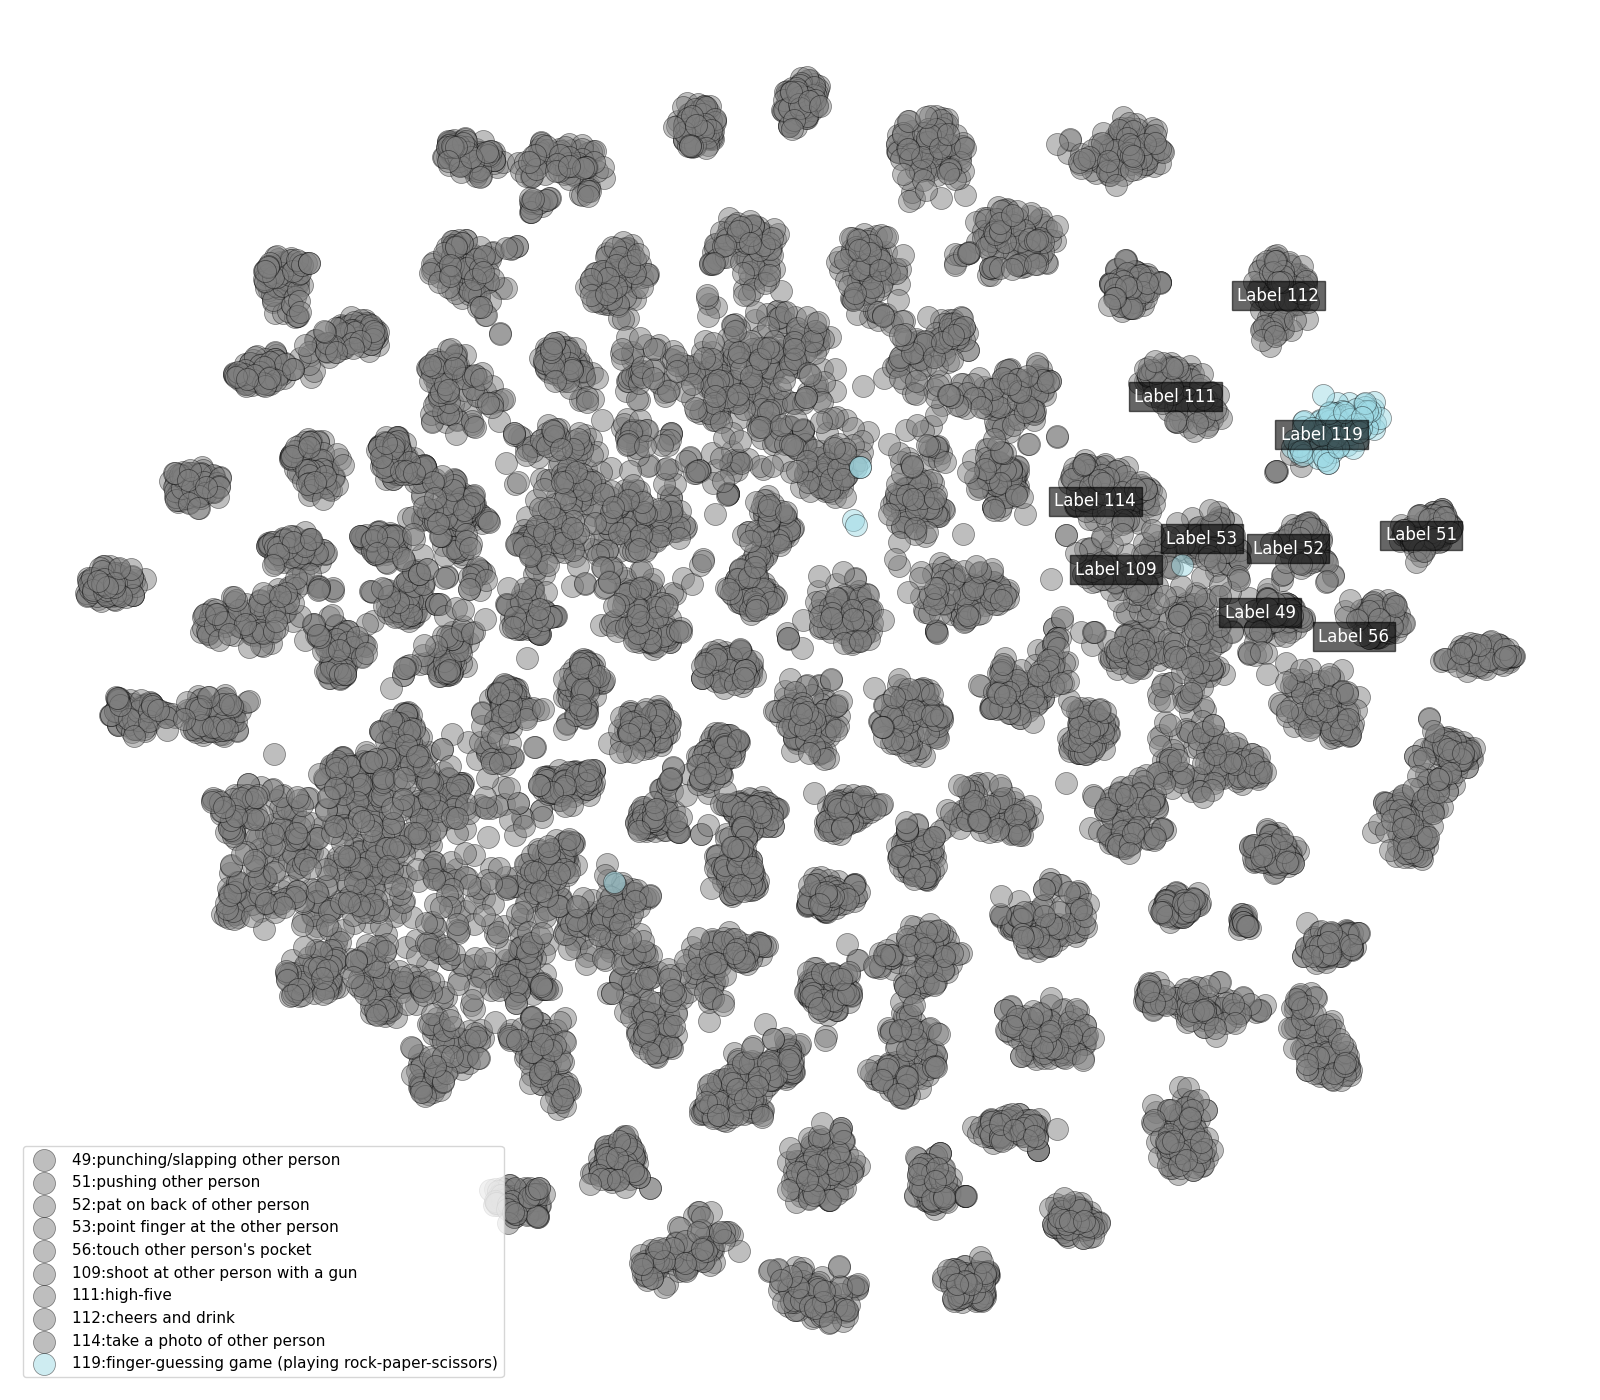 Label 112
Label 111
Label 119
Label 114
Label 53
Label 52
Label 51
Label 109
Label 49
Label 56
49:punching/slapping other person
51:pushing other person
52:pat on back of other person
53:point finger at the other person
56:touch other person's pocket
109:shoot at other person with a gun
111:high-five
112:cheers and drink
114:take a photo of other person
119:finger-guessing game (playing rock-paper-scissors)